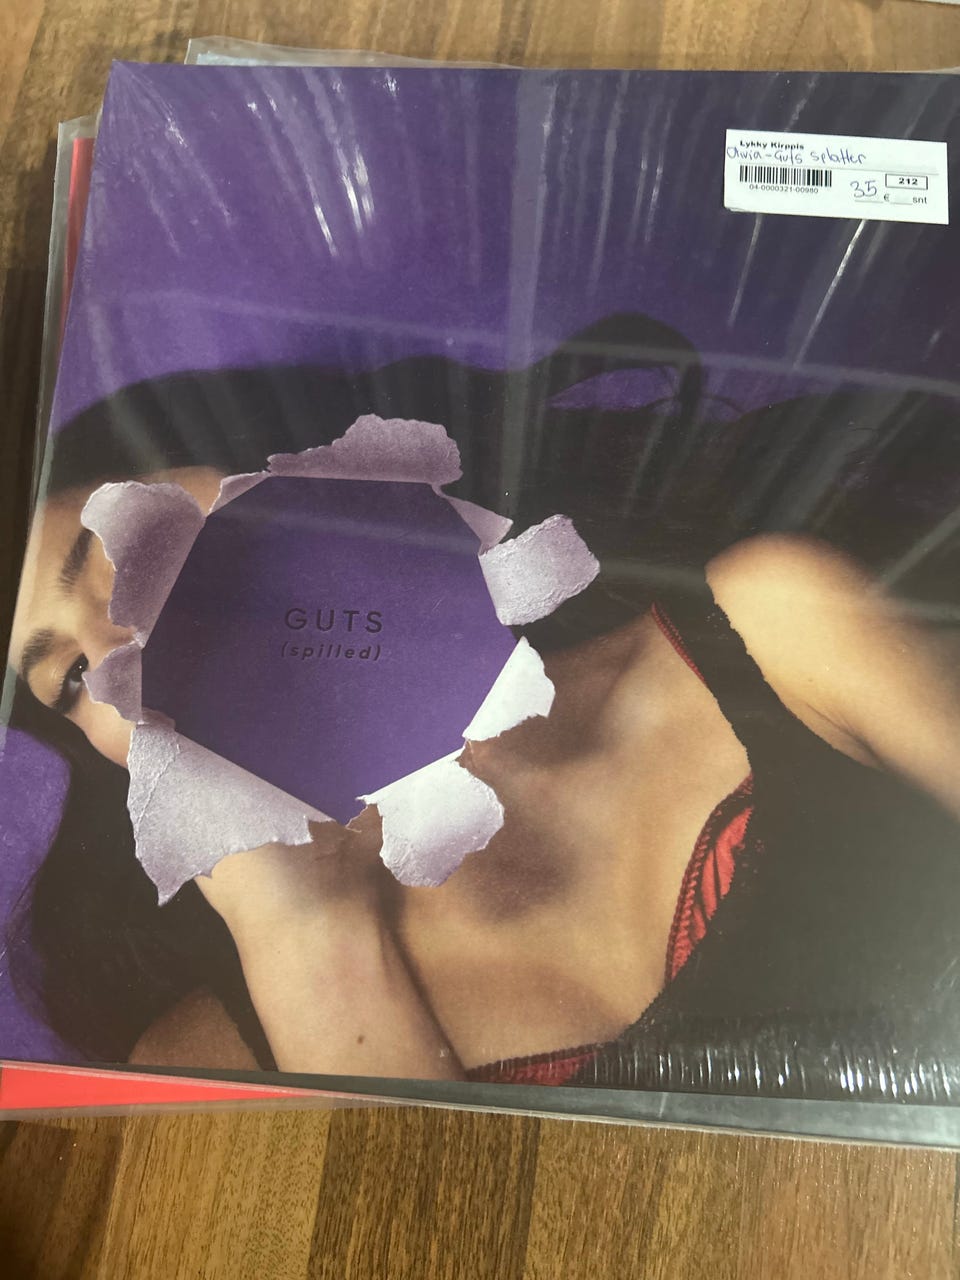 Lykky Kirppis
Olivia-Guts Splatter
04-0000321-00980
35 € snt
212
GUTS
(spilled)